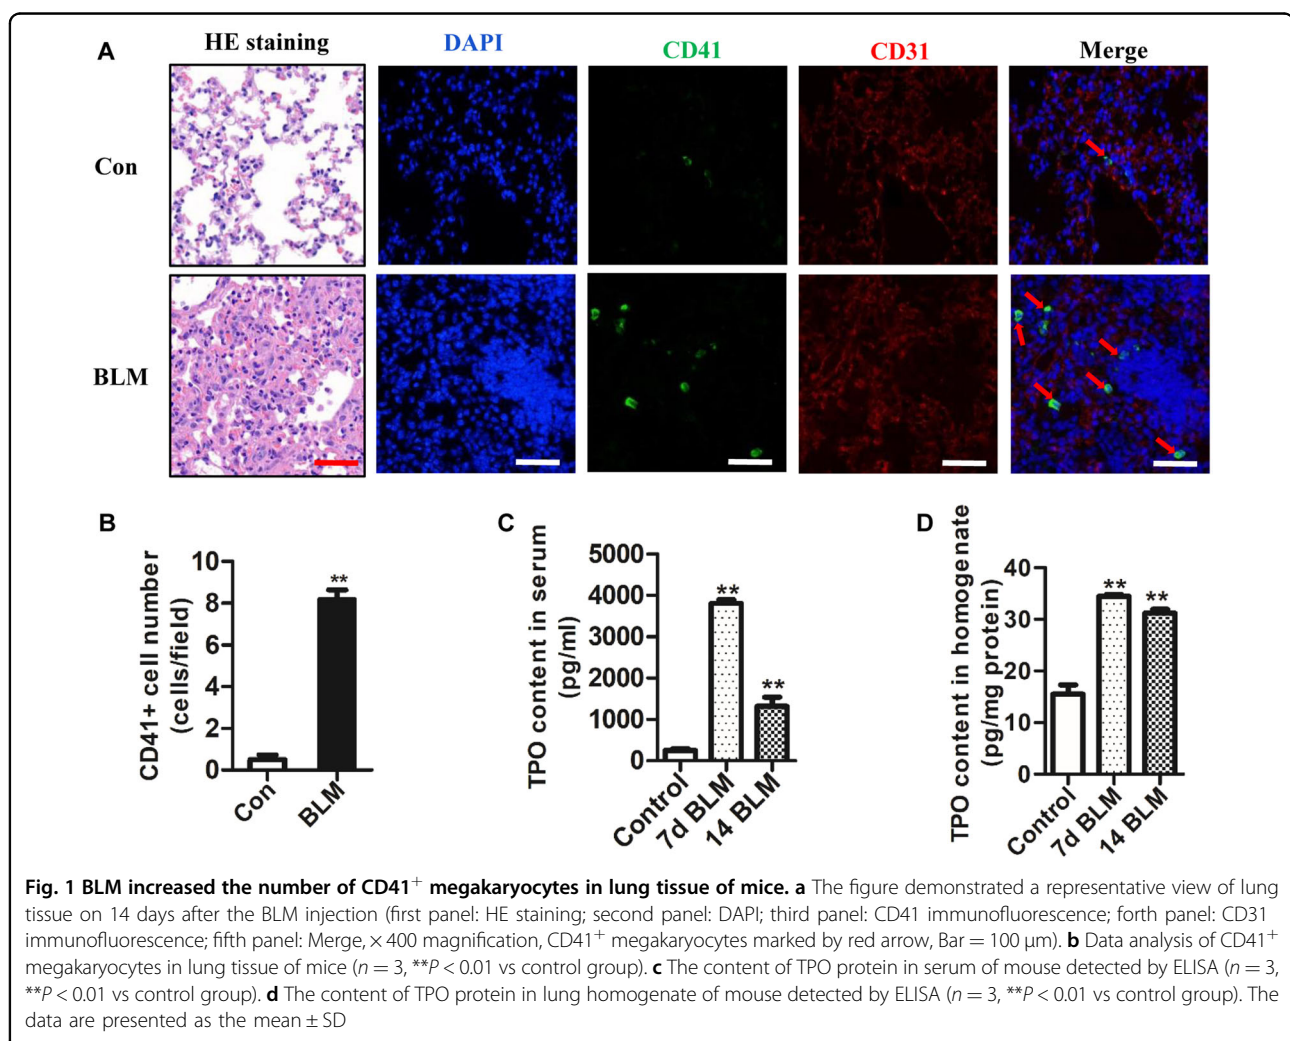 A
HE staining
DAPI
CD41
CD31
Merge
Con
BLM
B
CD41+ cell number
(cells/field)
10
8
6
4
2
0
**
Con
BLM
C
TPO content in serum
(pg/ml)
5000
4000
3000
2000
1000
0
**
**
Control
7d BLM
14 BLM
D
TPO content in homogenate
(pg/mg protein)
40
30
20
10
0
**
**
Control
7d BLM
14 BLM
Fig. 1 BLM increased the number of CD41⁺ megakaryocytes in lung tissue of mice. a The figure demonstrated a representative view of lung
tissue on 14 days after the BLM injection (first panel: HE staining; second panel: DAPI; third panel: CD41 immunofluorescence; forth panel: CD31
immunofluorescence; fifth panel: Merge, × 400 magnification, CD41⁺ megakaryocytes marked by red arrow, Bar = 100 μm). b Data analysis of CD41⁺
megakaryocytes in lung tissue of mice (n = 3, **P < 0.01 vs control group). c The content of TPO protein in serum of mouse detected by ELISA (n = 3,
**P < 0.01 vs control group). d The content of TPO protein in lung homogenate of mouse detected by ELISA (n = 3, **P < 0.01 vs control group). The
data are presented as the mean ± SD